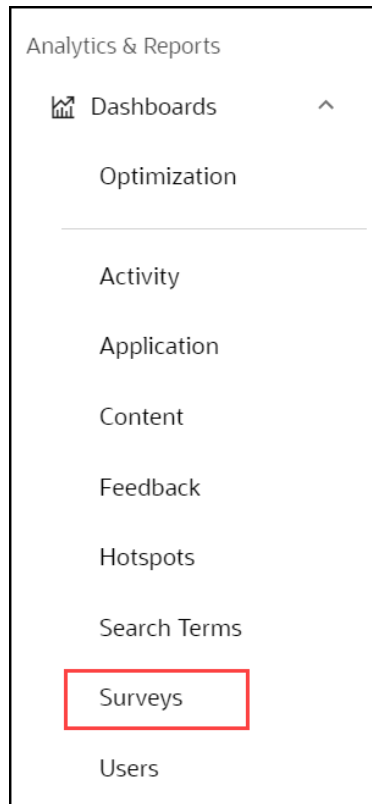 Analytics & Reports
Dashboards
Optimization
Activity
Application
Content
Feedback
Hotspots
Search Terms
Surveys
Users